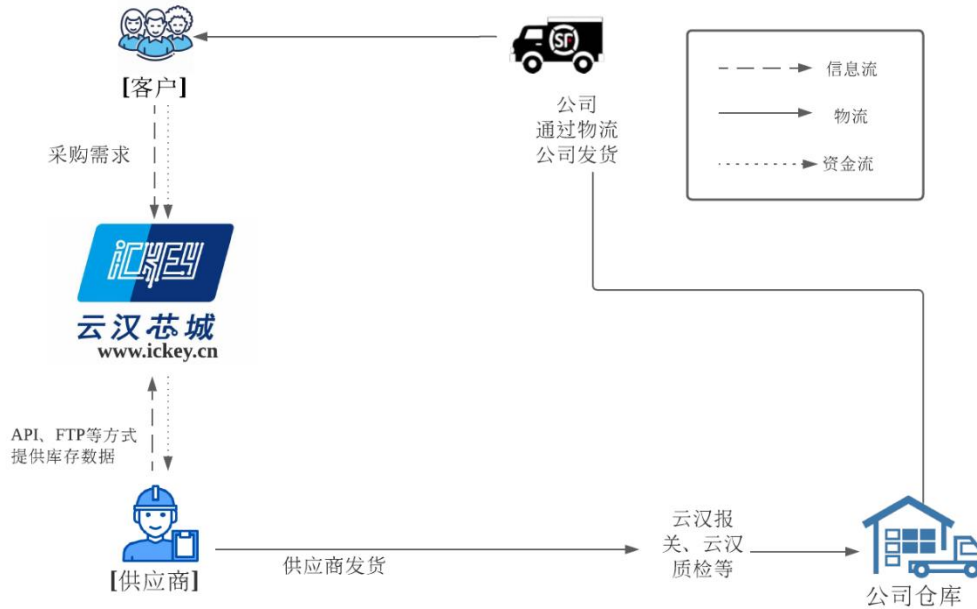 SF
[客户]
信息流
公司
通过物流
公司发货
物流
采购需求
资金流
ICKEY
云汉芯城
www.ickey.cn
API、FTP等方式
提供库存数据
云汉报
关、云汉
质检等
供应商发货
[供应商]
公司仓库